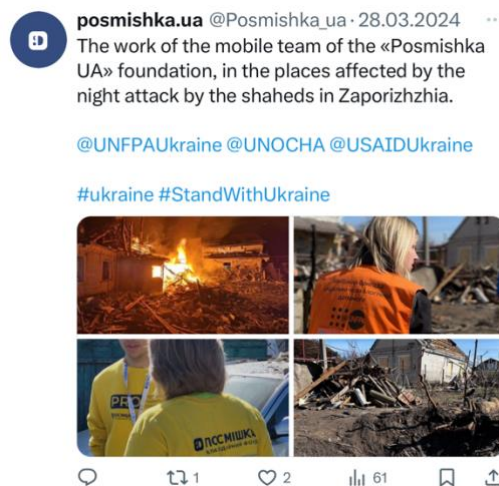 posmishka.ua @Posmishka_ua · 28.03.2024
The work of the mobile team of the «Posmishka
UA» foundation, in the places affected by the
night attack by the shaheds in Zaporizhzhia.
@UNFPAUkraine @UNOCHA @USAIDUkraine
#ukraine #StandWithUkraine
ПОСМІШКА
1
2
61